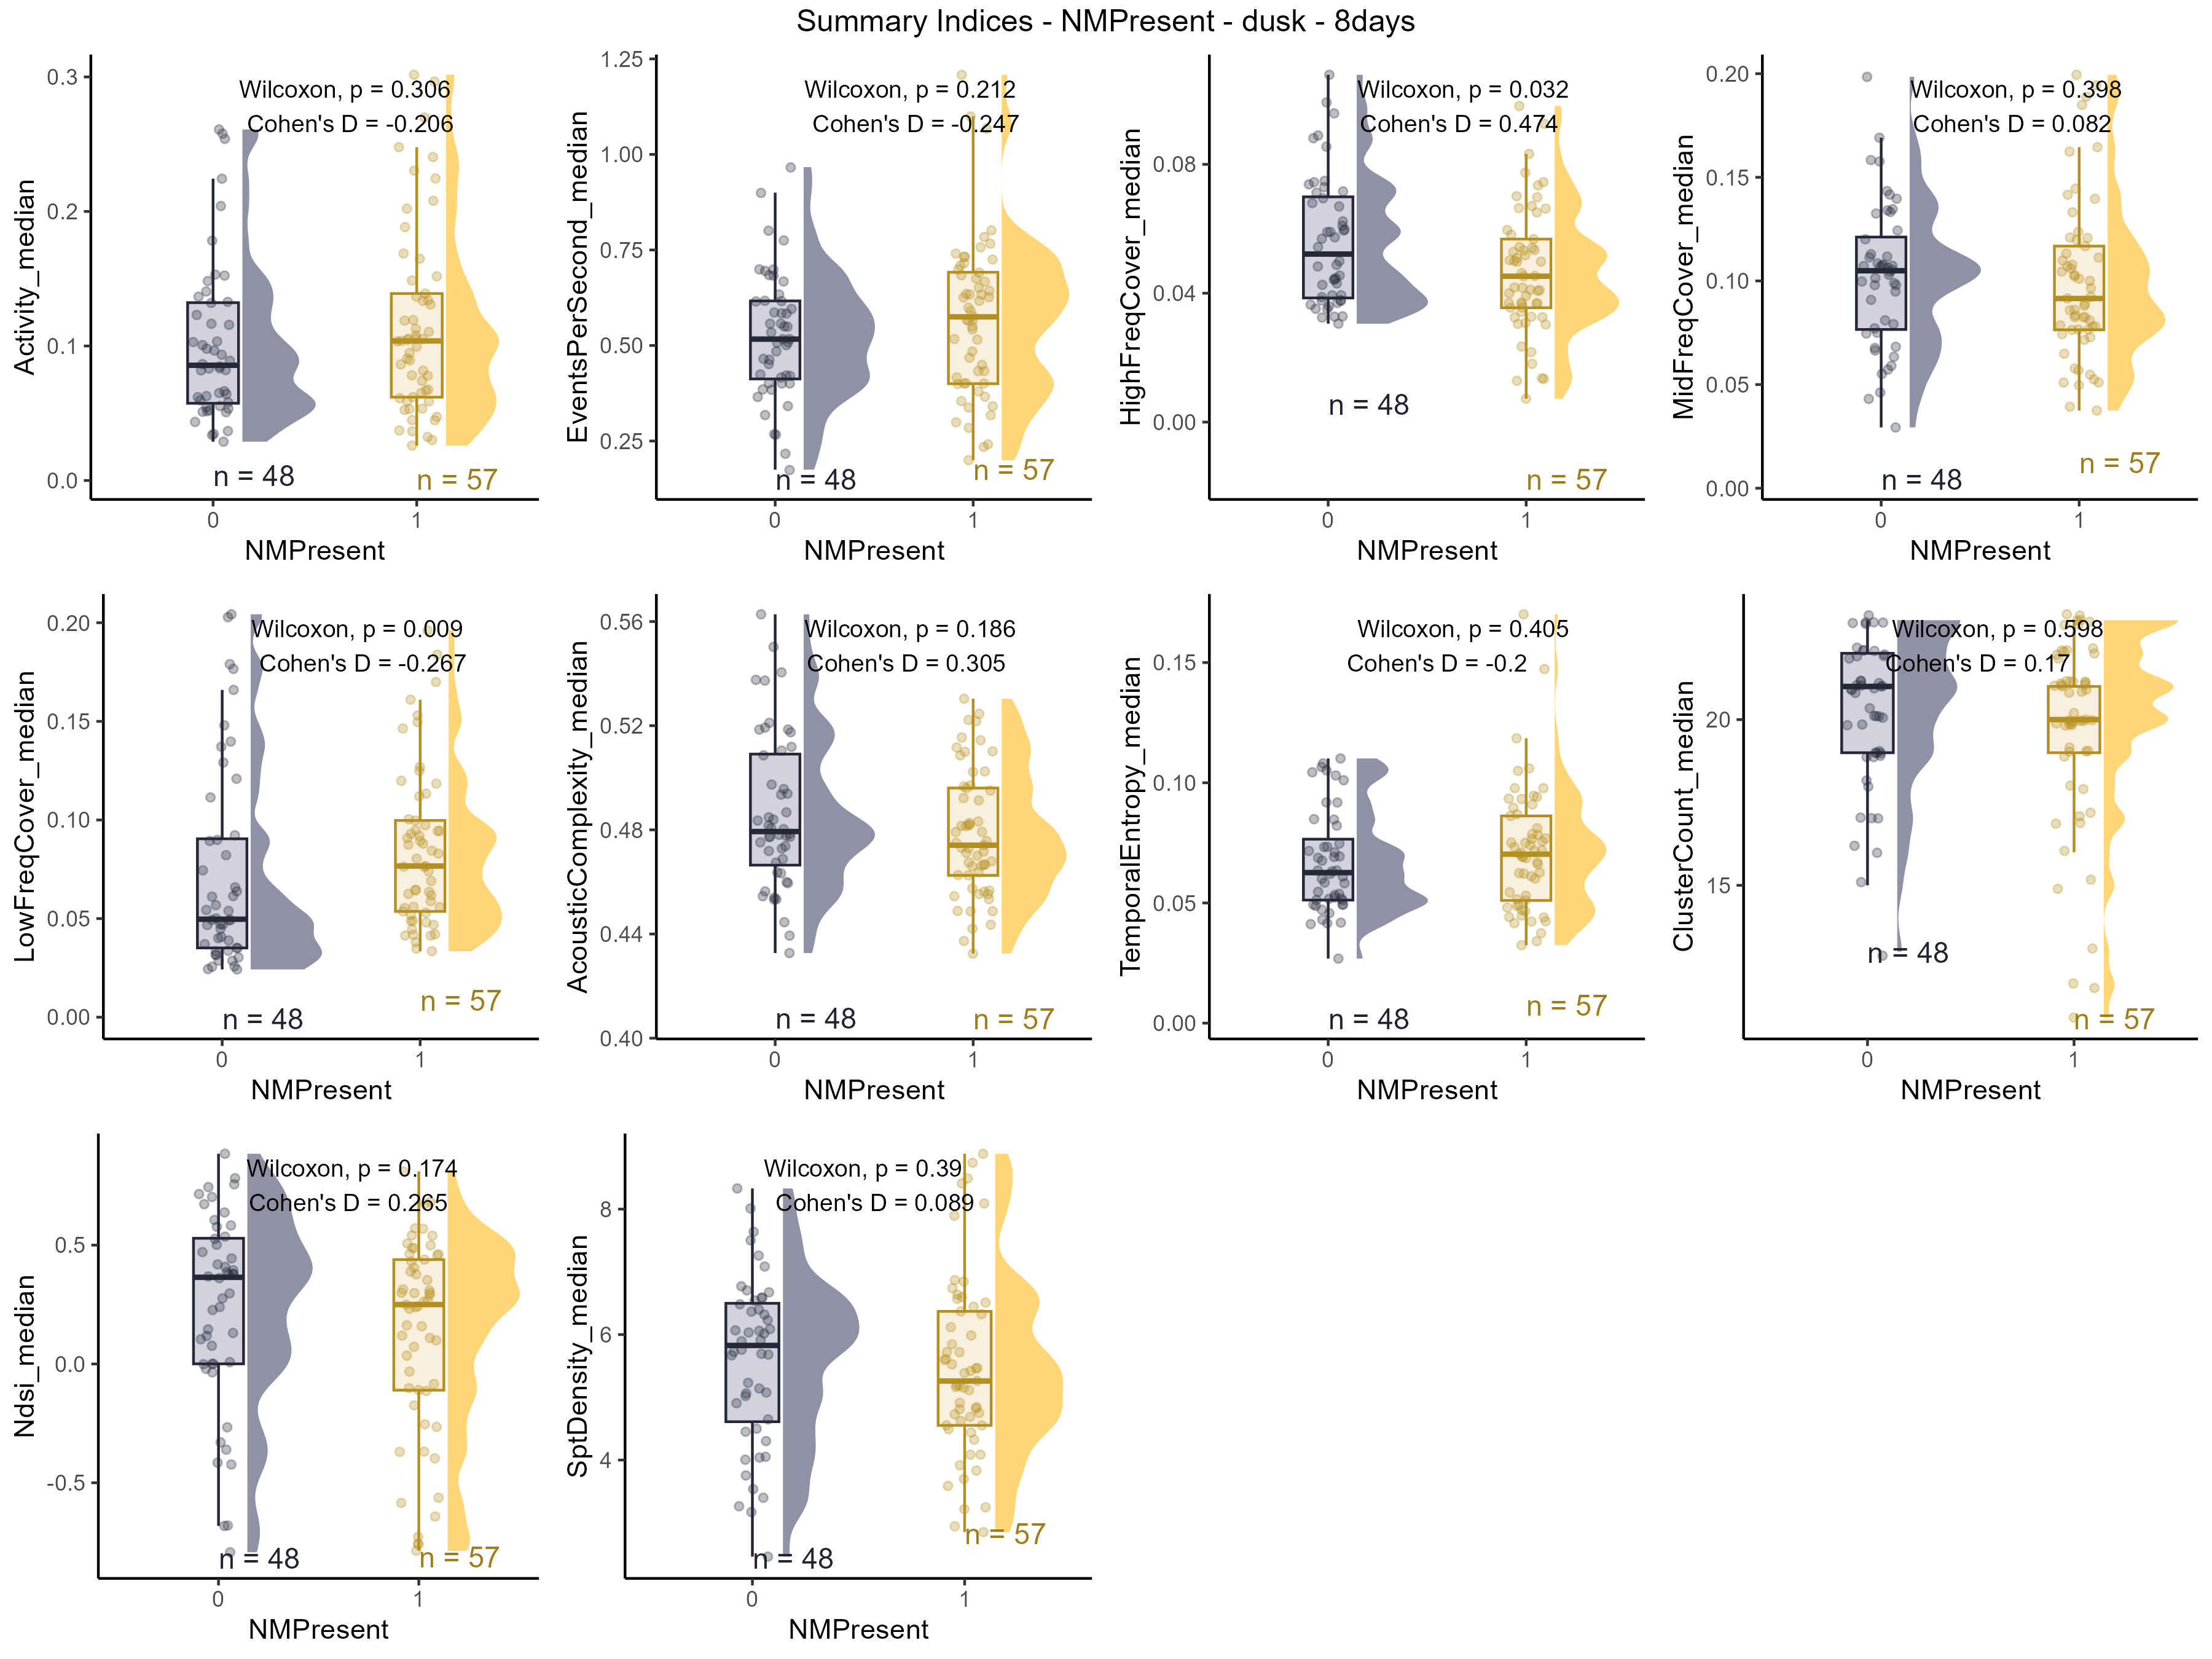 Summary Indices - NMPresent - dusk - 8days
Activity_median
0.3
0.2
0.1
0.0
Wilcoxon, p = 0.306
Cohen's D = -0.206
n = 48
n = 57
0
1
NMPresent
EventsPerSecond_median
1.25
1.00
0.75
0.50
0.25
Wilcoxon, p = 0.212
Cohen's D = -0.247
n = 48
n = 57
0
1
NMPresent
HighFreqCover_median
0.08
0.04
0.00
Wilcoxon, p = 0.032
Cohen's D = 0.474
n = 48
n = 57
0
1
NMPresent
MidFreqCover_median
0.20
0.15
0.10
0.05
0.00
Wilcoxon, p = 0.398
Cohen's D = 0.082
n = 48
n = 57
0
1
NMPresent
LowFreqCover_median
0.20
0.15
0.10
0.05
0.00
Wilcoxon, p = 0.009
Cohen's D = -0.267
n = 48
n = 57
0
1
NMPresent
AcousticComplexity_median
0.56
0.52
0.48
0.44
0.40
Wilcoxon, p = 0.186
Cohen's D = 0.305
n = 48
n = 57
0
1
NMPresent
TemporalEntropy_median
0.15
0.10
0.05
0.00
Wilcoxon, p = 0.405
Cohen's D = -0.2
n = 48
n = 57
0
1
NMPresent
ClusterCount_median
20
15
Wilcoxon, p = 0.598
Cohen's D = 0.17
n = 48
n = 57
0
1
NMPresent
Ndsi_median
0.5
0.0
-0.5
Wilcoxon, p = 0.174
Cohen's D = 0.265
n = 48
n = 57
0
1
NMPresent
SptDensity_median
8
6
4
Wilcoxon, p = 0.39
Cohen's D = 0.089
n = 48
n = 57
0
1
NMPresent